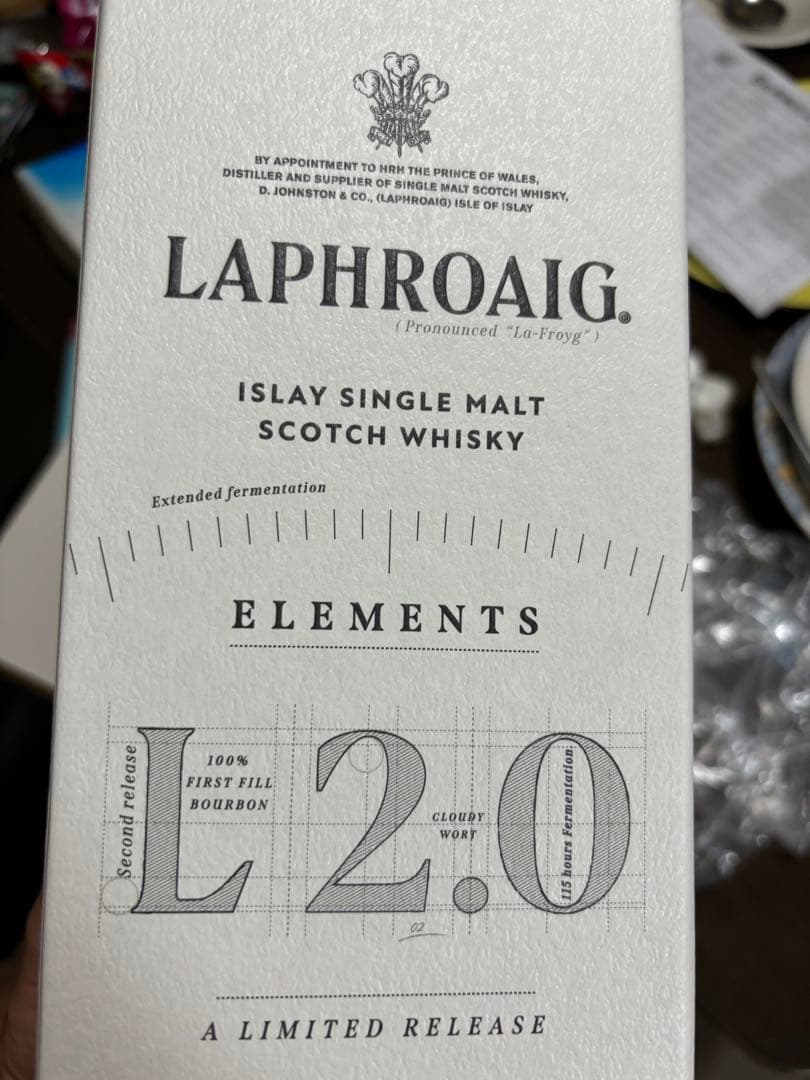 BY APPOINTMENT TO HRH THE PRINCE OF WALES,
DISTILLER AND SUPPLIER OF SINGLE MALT SCOTCH WHISKY,
D. JOHNSTON & CO., (LAPHROAIG) ISLE OF ISLAY
LAPHROAIG®
(Pronounced "La-Froyg")
ISLAY SINGLE MALT
SCOTCH WHISKY
Extended fermentation
ELEMENTS
Second release
100%
FIRST FILL
BOURBON
L2.0
CLOUDY
WORT
115 hours Fermentation.
02
A LIMITED RELEASE